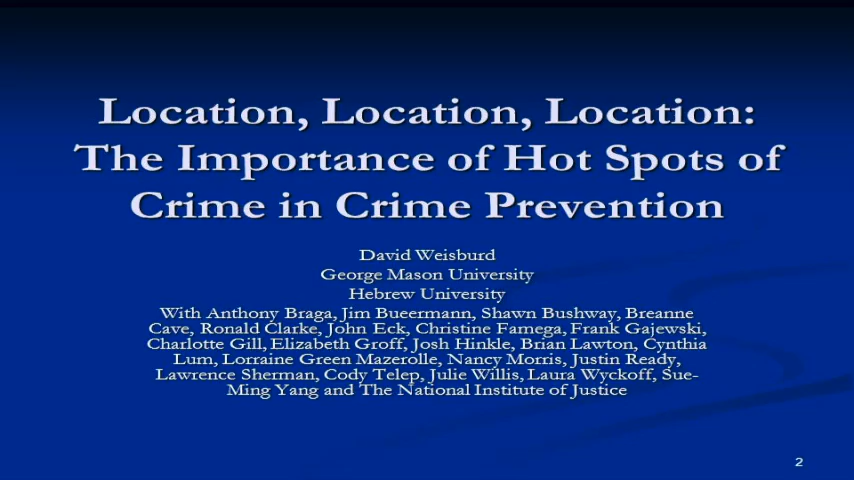 Location, Location, Location:
The Importance of Hot Spots of
Crime in Crime Prevention
David Weisburd
George Mason University
Hebrew University
With Anthony Braga, Jim Bueermann, Shawn Bushway, Breanne
Cave, Ronald Clarke, John Eck, Christine Famega, Frank Gajewski,
Charlotte Gill, Elizabeth Groff, Josh Hinkle, Brian Lawton, Cynthia
Lum, Lorraine Green Mazerolle, Nancy Morris, Justin Ready,
Lawrence Sherman, Cody Telep, Julie Willis, Laura Wyckoff, Sue-
Ming Yang and The National Institute of Justice
2